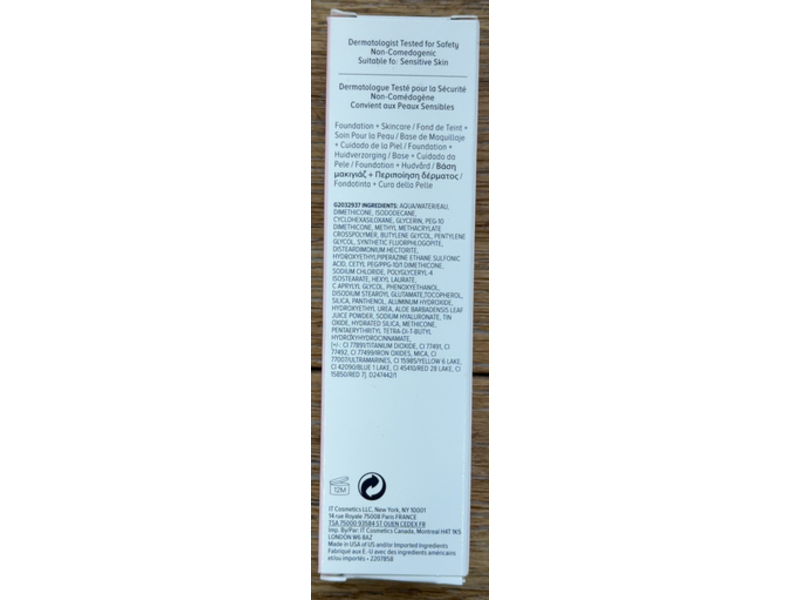 Dermatologist Tested for Safety
Non-Comedogenic
Suitable fo: Sensitive Skin
Dermatologue Testé pour la Sécurité
Non-Comédogène
Convient aux Peaux Sensibles
Foundation + Skincare / Fond de Teint +
Soin Pour la Peau / Base de Maquillaje
+ Cuidado de la Piel / Foundation +
Huidverzorging / Base + Cuidado da
Pele / Foundation + Hudvård / Βάση
μακιγιάζ + Περιποίηση δέρματος /
Fondotinta + Cura della Pelle
G2032937 INGREDIENTS: AQUA/WATER/EAU,
DIMETHICONE, ISODODECANE,
CYCLOHEXASILOXANE, GLYCERIN, PEG-10
DIMETHICONE, METHYL METHACRYLATE
CROSSPOLYMER, BUTYLENE GLYCOL, PENTYLENE
GLYCOL, SYNTHETIC FLUORPHLOGOPITE,
DISTEARDIMONIUM HECTORITE,
HYDROXYETHYLPIPERAZINE ETHANE SULFONIC
ACID, CETYL PEG/PPG-10/1 DIMETHICONE,
SODIUM CHLORIDE, POLYGLYCERYL-4
ISOSTEARATE, HEXYL LAURATE,
C APRYLYL GLYCOL, PHENOXYETHANOL,
DISODIUM STEAROYL GLUTAMATE,TOCOPHEROL,
SILICA, PANTHENOL, ALUMINUM HYDROXIDE,
HYDROXYETHYL UREA, ALOE BARBADENSIS LEAF
JUICE POWDER, SODIUM HYALURONATE, TIN
OXIDE, HYDRATED SILICA, METHICONE,
PENTAERYTHRITYL TETRA-DI-T-BUTYL
HYDROXYHYDROCINNAMATE,
[+/- CI 77891/TITANIUM DIOXIDE, CI 77491, CI
77492, CI 77499/IRON OXIDES, MICA, CI
77007/ULTRAMARINES, CI 15985/YELLOW 6 LAKE,
CI 42090/BLUE 1 LAKE, CI 45410/RED 28 LAKE, CI
15850/RED 7], D247442/1
12M
IT Cosmetics LLC, New York, NY 10001
14 rue Royale 75008 Paris FRANCE
TSA 75000 93584 ST OUEN CEDEX FR
Imp. By/Par: IT Cosmetics Canada, Montreal H4T 1K5
LONDON W6 8AZ
Made in USA of US and/or Imported Ingredients
Fabriqué aux É.-U avec des ingrédients américains
et/ou importés • 2207858